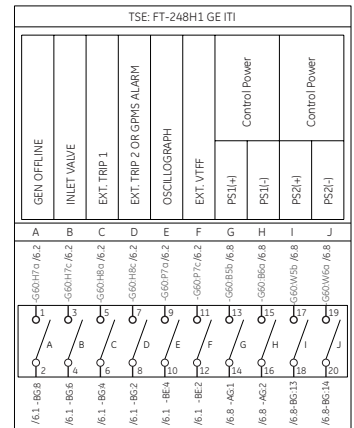 TSE: FT-248H1 GE ITI
GEN OFFLINE
INLET VALVE
EXT. TRIP 1
EXT. TRIP 2 OR GPMS ALARM
OSCILLOGRAPH
EXT. VTFF
Control Power
PS1(+)
PS1(-)
Control Power
PS2(+)
PS2(-)
A B C D E F G H I J
-G60:H7a /6.2
-G60:H7c /6.2
-G60:H8a /6.2
-G60:H8c /6.2
-G60:P7a /6.2
-G60:P7c /6.2
-G60:B5b /6.8
-G60:B6a /6.8
-G60:W5b /6.8
-G60:W6a /6.8
1 3 5 7 9 11 13 15 17 19
A B C D E F G H I J
2 4 6 8 10 12 14 16 18 20
/6.1 -BG:8
/6.1 -BG:6
/6.1 -BG:4
/6.1 -BG:2
/6.1 -BE:4
/6.1 -BE:2
/6.8 -AG:1
/6.8 -AG:2
/6.8-BG:13
/6.8-BG:14